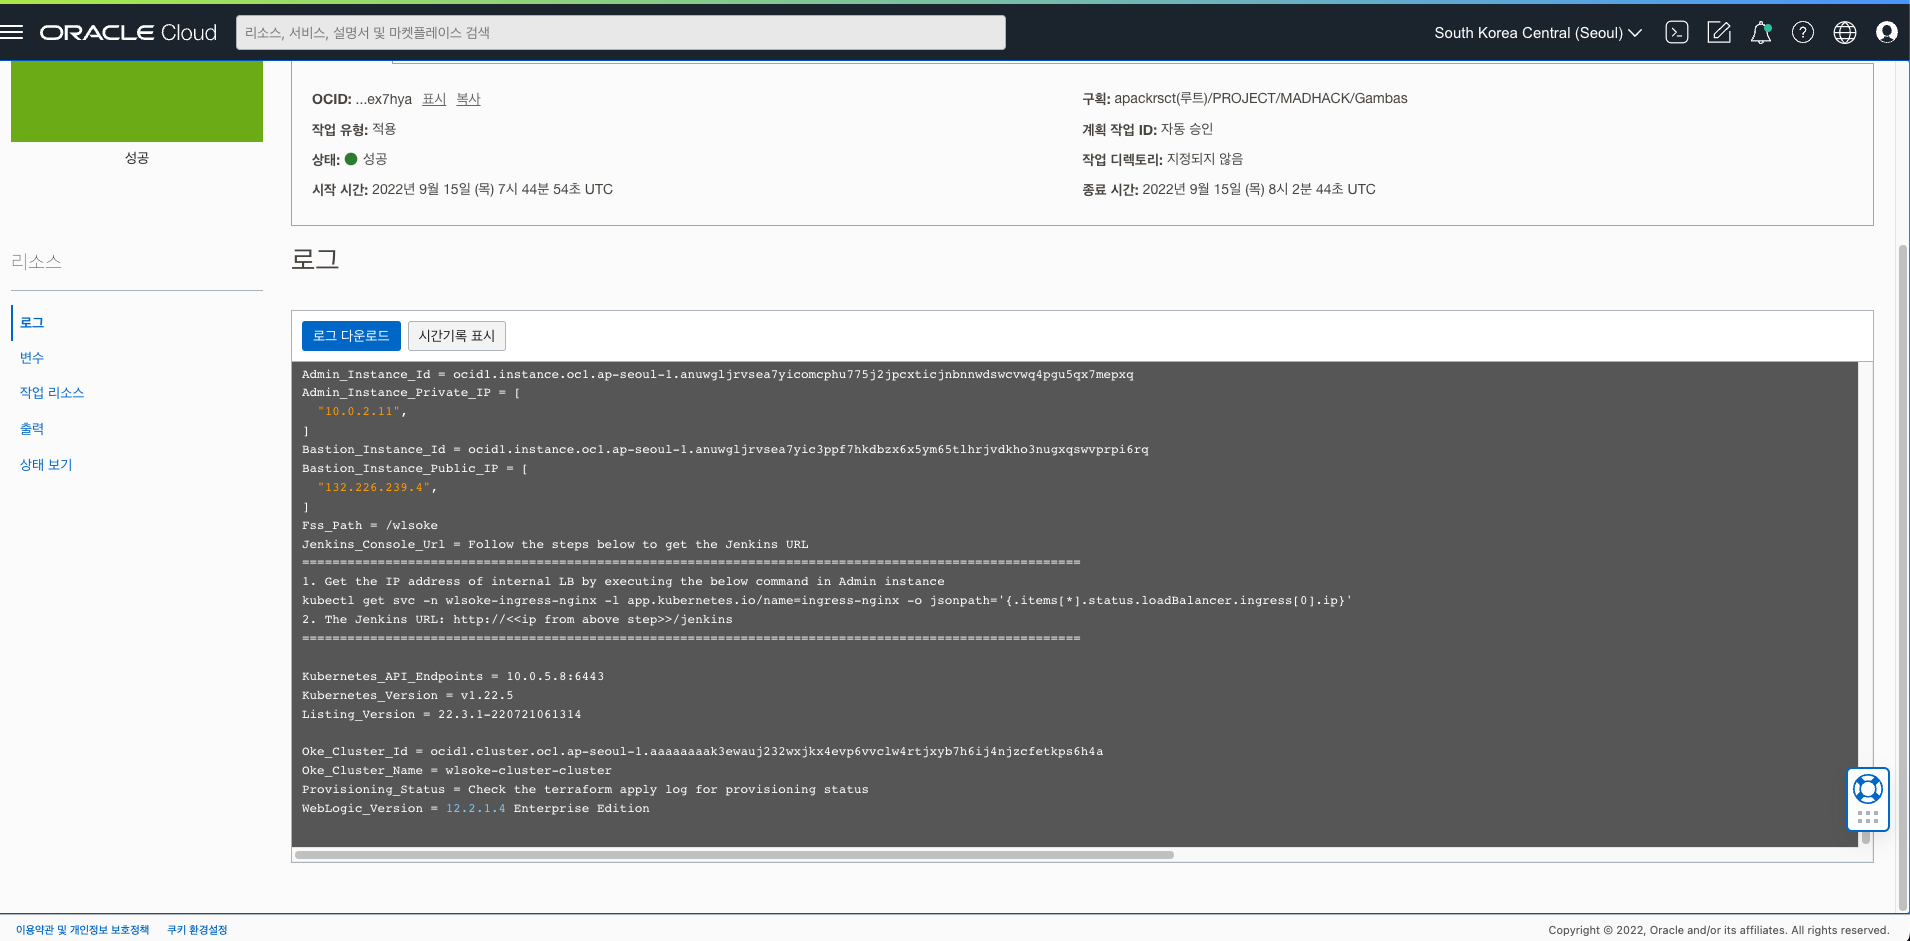 ORACLE Cloud
리소스, 서비스, 설명서 및 마켓플레이스 검색
South Korea Central (Seoul)
성공
OCID: ...ex7hya 표시 복사
구획: apackrsct(루트)/PROJECT/MADHACK/Gambas
작업 유형: 적용
계획 작업 ID: 자동 승인
상태: 성공
작업 디렉토리: 지정되지 않음
시작 시간: 2022년 9월 15일 (목) 7시 44분 54초 UTC
종료 시간: 2022년 9월 15일 (목) 8시 2분 44초 UTC
리소스
로그
변수
작업 리소스
출력
상태 보기
로그
로그 다운로드 시간기록 표시
Admin_Instance_Id = ocid1.instance.oc1.ap-seoul-1.anuwgljrvsea7yicomcphu775j2jpcxticjnbnnwdswcvwq4pgu5qx7mepxq
Admin_Instance_Private_IP = [
"10.0.2.11",
]
Bastion_Instance_Id = ocid1.instance.oc1.ap-seoul-1.anuwgljrvsea7yic3ppf7hkdbzx6x5ym65tlhrjvdkho3nugxqswvprpi6rq
Bastion_Instance_Public_IP = [
"132.226.239.4",
]
Fss_Path = /wlsoke
Jenkins_Console_Url = Follow the steps below to get the Jenkins URL
=======================================================================================================
1. Get the IP address of internal LB by executing the below command in Admin instance
kubectl get svc -n wlsoke-ingress-nginx -l app.kubernetes.io/name=ingress-nginx -o jsonpath='{.items[*].status.loadBalancer.ingress[0].ip}'
2. The Jenkins URL: http://<<ip from above step>>/jenkins
=======================================================================================================
Kubernetes_API_Endpoints = 10.0.5.8:6443
Kubernetes_Version = v1.22.5
Listing_Version = 22.3.1-220721061314
Oke_Cluster_Id = ocid1.cluster.oc1.ap-seoul-1.aaaaaaaak3ewauj232wxjkx4evp6vvclw4rtjxyb7h6ij4njzcfetkps6h4a
Oke_Cluster_Name = wlsoke-cluster-cluster
Provisioning_Status = Check the terraform apply log for provisioning status
WebLogic_Version = 12.2.1.4 Enterprise Edition
이용약관 및 개인정보 보호정책 쿠키 환경설정
Copyright © 2022, Oracle and/or its affiliates. All rights reserved.